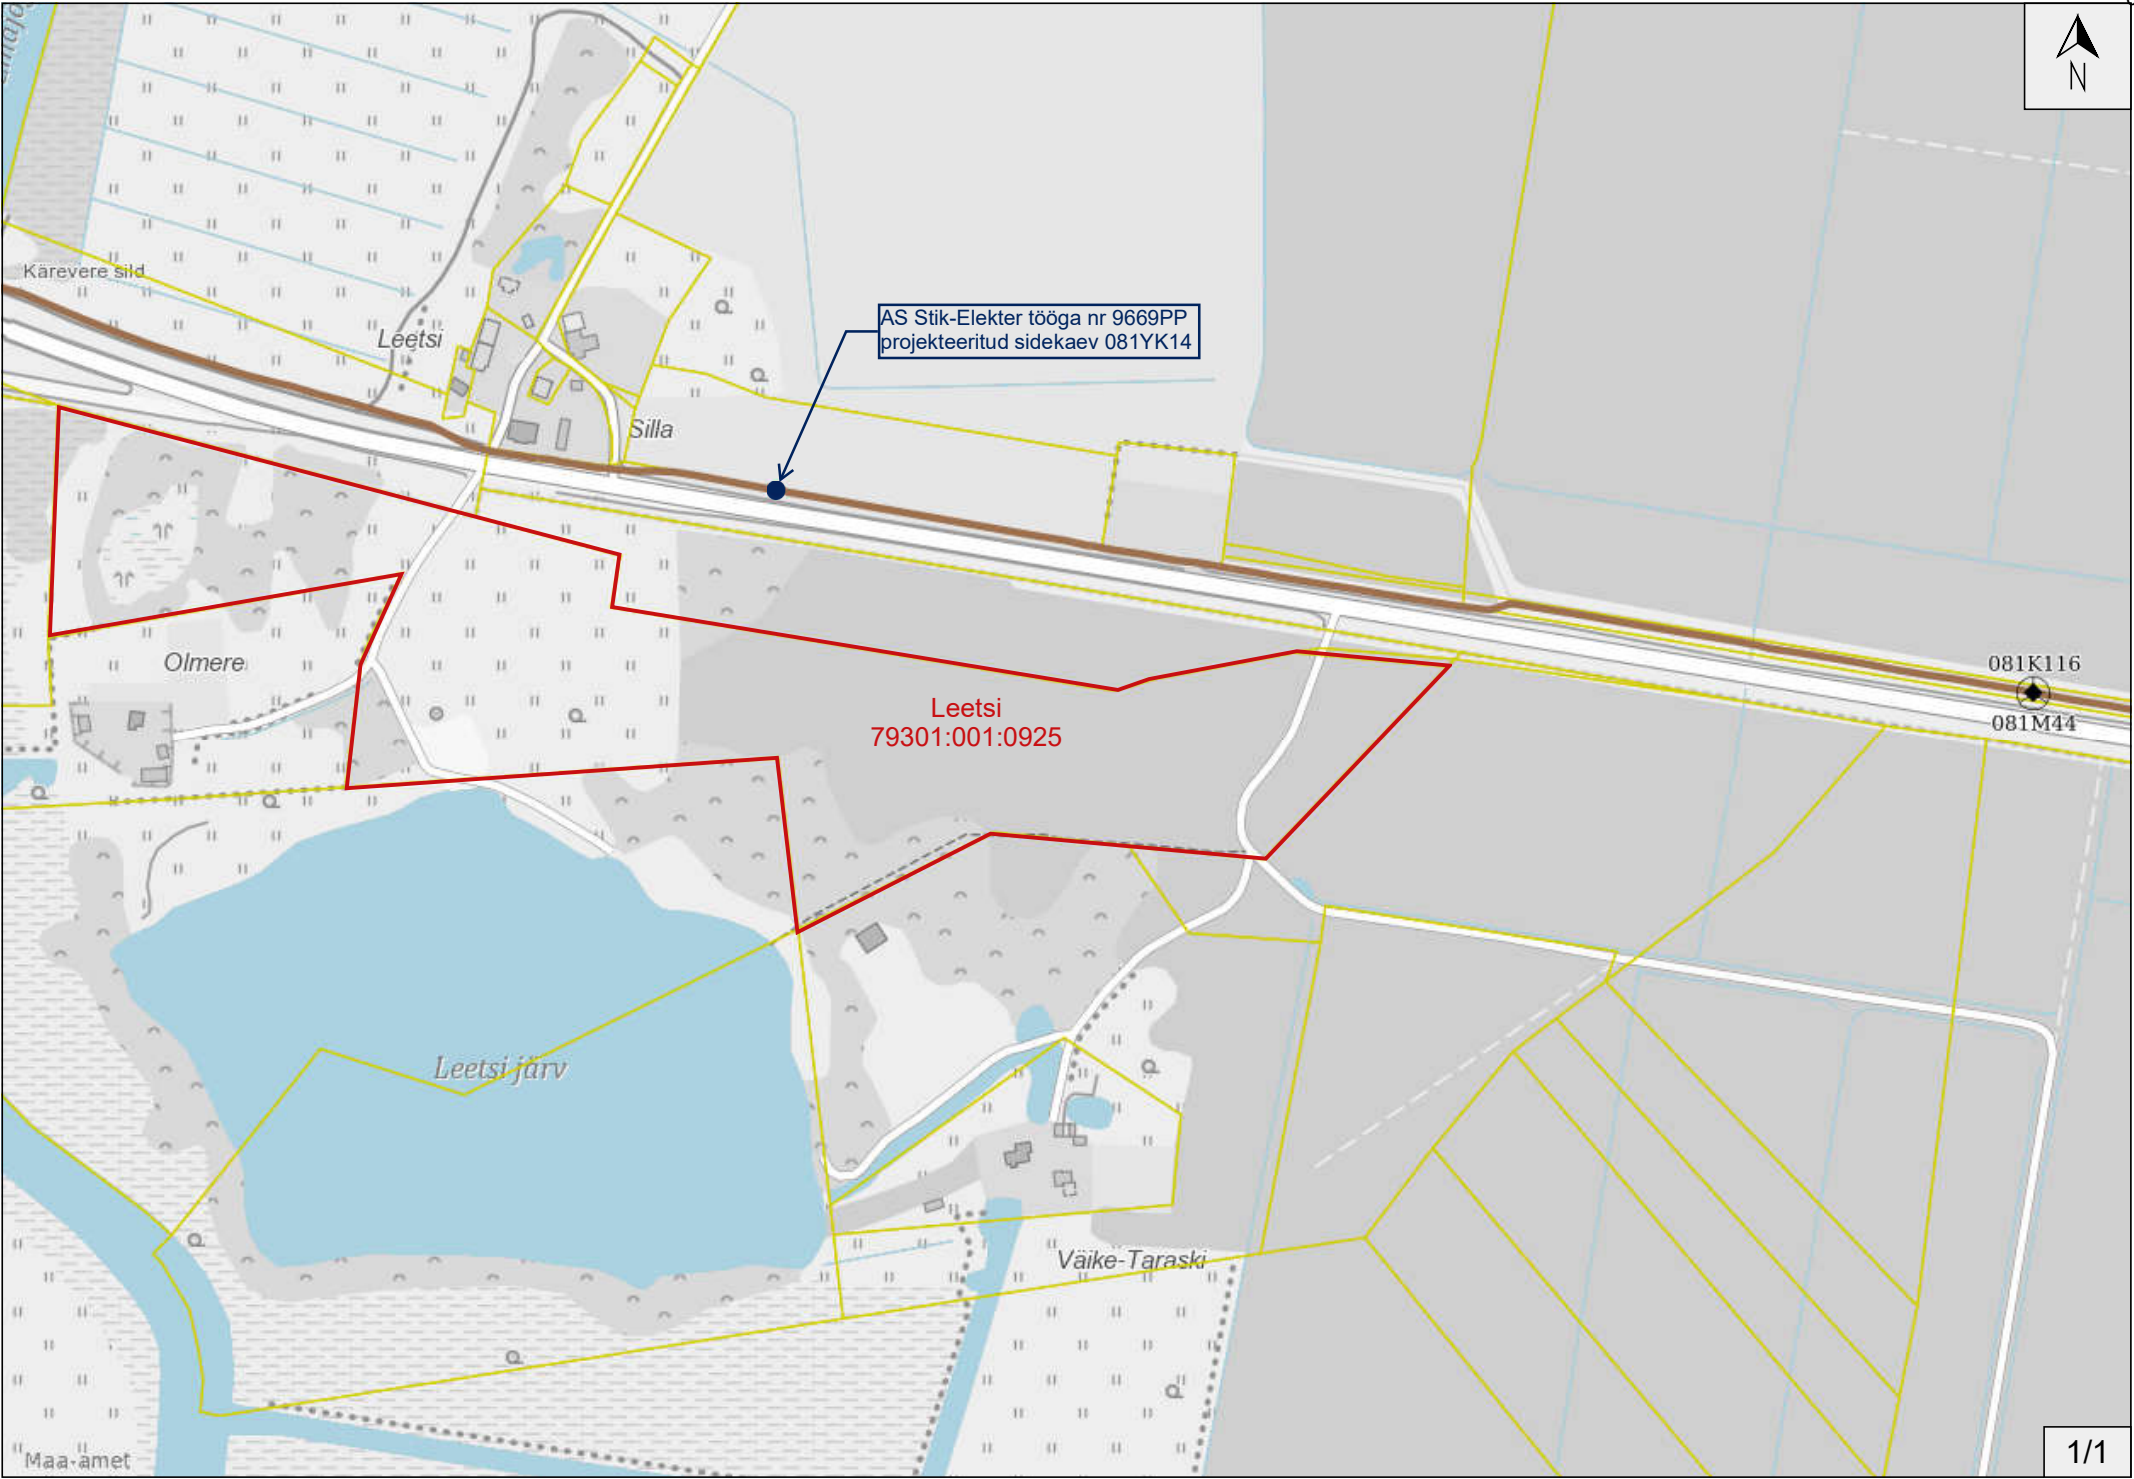 N
Kärevere sild
Leetsi
AS Stik-Elekter tööga nr 9669PP
projekteeritud sidekaev 081YK14
Silla
Olmere
081K116
081M44
Leetsi
79301:001:0925
Leetsi järv
Väike-Taraski
Maa-amet
1/1